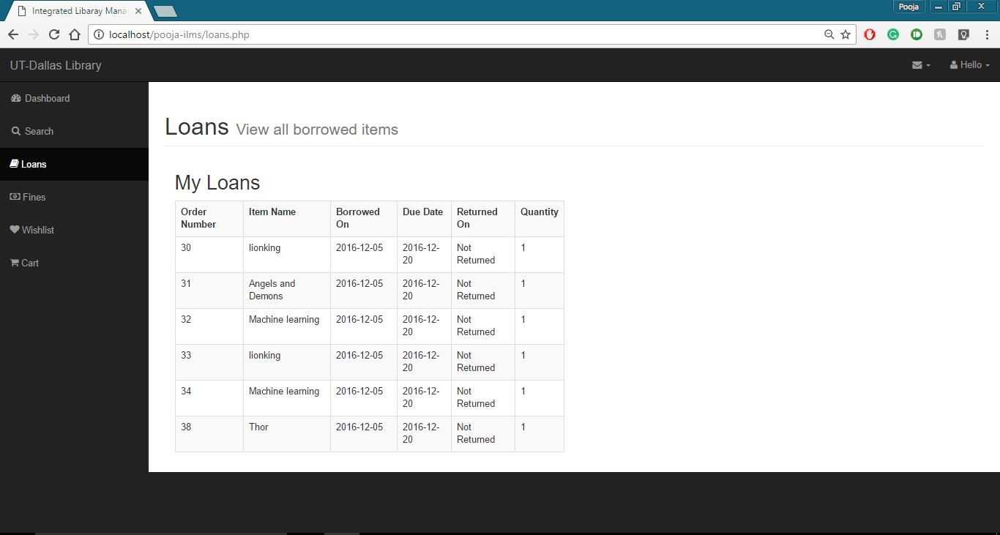 Integrated Libaray Mana
Pooja
localhost/pooja-ilms/loans.php
UT-Dallas Library
Hello
Dashboard
Search
Loans
Fines
Wishlist
Cart
Loans View all borrowed items
My Loans
Order Number Item Name Borrowed On Due Date Returned On Quantity
30 lionking 2016-12-05 2016-12-20 Not Returned 1
31 Angels and Demons 2016-12-05 2016-12-20 Not Returned 1
32 Machine learning 2016-12-05 2016-12-20 Not Returned 1
33 lionking 2016-12-05 2016-12-20 Not Returned 1
34 Machine learning 2016-12-05 2016-12-20 Not Returned 1
38 Thor 2016-12-05 2016-12-20 Not Returned 1